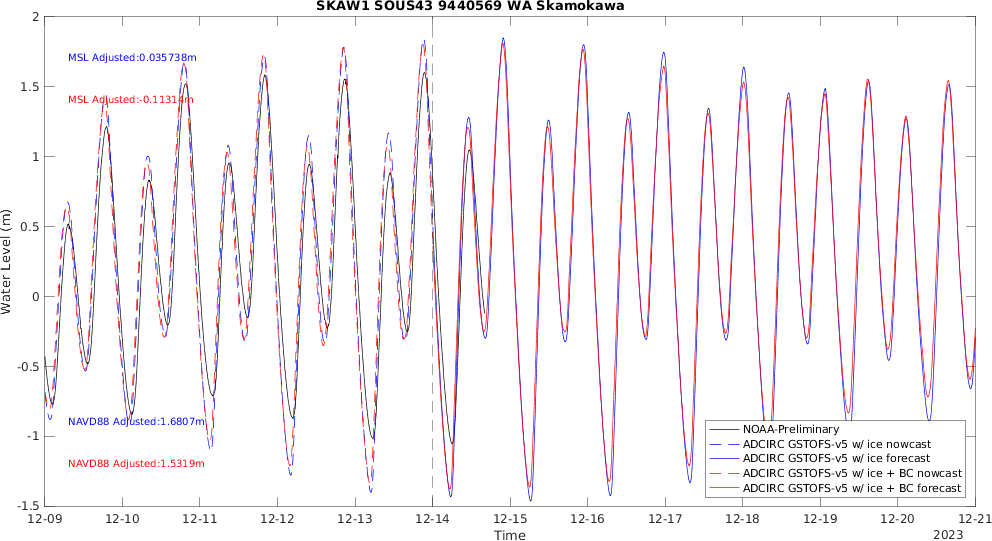 SKAW1 SOUS43 9440569 WA Skamokawa
Water Level (m)
2
1.5
1
0.5
0
-0.5
-1
-1.5
MSL Adjusted:0.035738m
MSL Adjusted:-0.11314m
NAVD88 Adjusted:1.6807m
NAVD88 Adjusted:1.5319m
NOAA-Preliminary
ADCIRC GSTOFS-v5 w/ ice nowcast
ADCIRC GSTOFS-v5 w/ ice forecast
ADCIRC GSTOFS-v5 w/ ice + BC nowcast
ADCIRC GSTOFS-v5 w/ ice + BC forecast
12-09 12-10 12-11 12-12 12-13 12-14 12-15 12-16 12-17 12-18 12-19 12-20 12-21
Time
2023